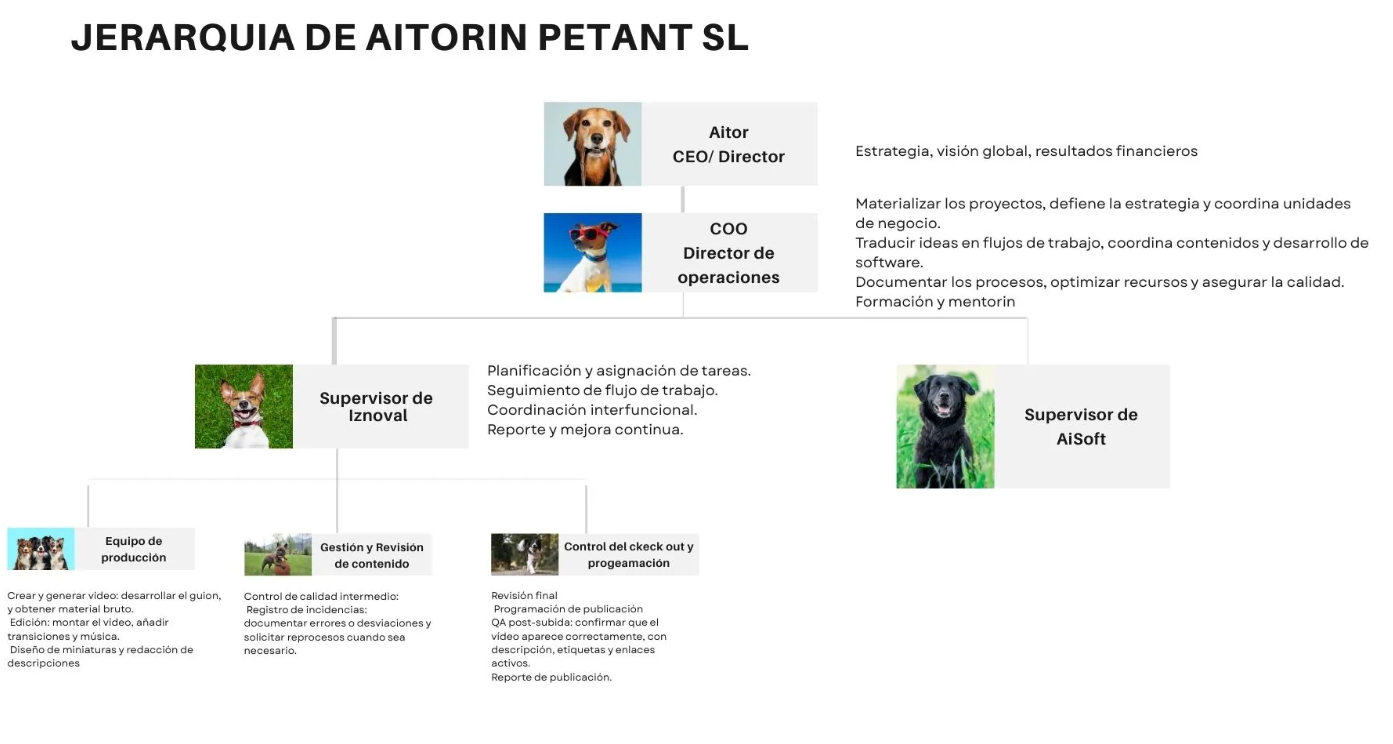 JERARQUIA DE AITORIN PETANT SL
Aitor
CEO/ Director
Estrategia, visión global, resultados financieros
COO
Director de
operaciones
Materializar los proyectos, defiene la estrategia y coordina unidades
de negocio.
Traducir ideas en flujos de trabajo, coordina contenidos y desarrollo de
software.
Documentar los procesos, optimizar recursos y asegurar la calidad.
Formación y mentorin
Supervisor de
Iznoval
Planificación y asignación de tareas.
Seguimiento de flujo de trabajo.
Coordinación interfuncional.
Reporte y mejora continua.
Supervisor de
AiSoft
Equipo de
producción
Crear y generar video: desarrollar el guion,
y obtener material bruto.
Edición: montar el vídeo, añadir
transiciones y música.
Diseño de miniaturas y redacción de
descripciones
Gestión y Revisión
de contenido
Control de calidad intermedio:
Registro de incidencias:
documentar errores o desviaciones y
solicitar reprocesos cuando sea
necesario.
Control del ckeck out y
progeamación
Revisión final
Programación de publicación
QA post-subida: confirmar que el
vídeo aparece correctamente, con
descripción, etiquetas y enlaces
activos.
Reporte de publicación.